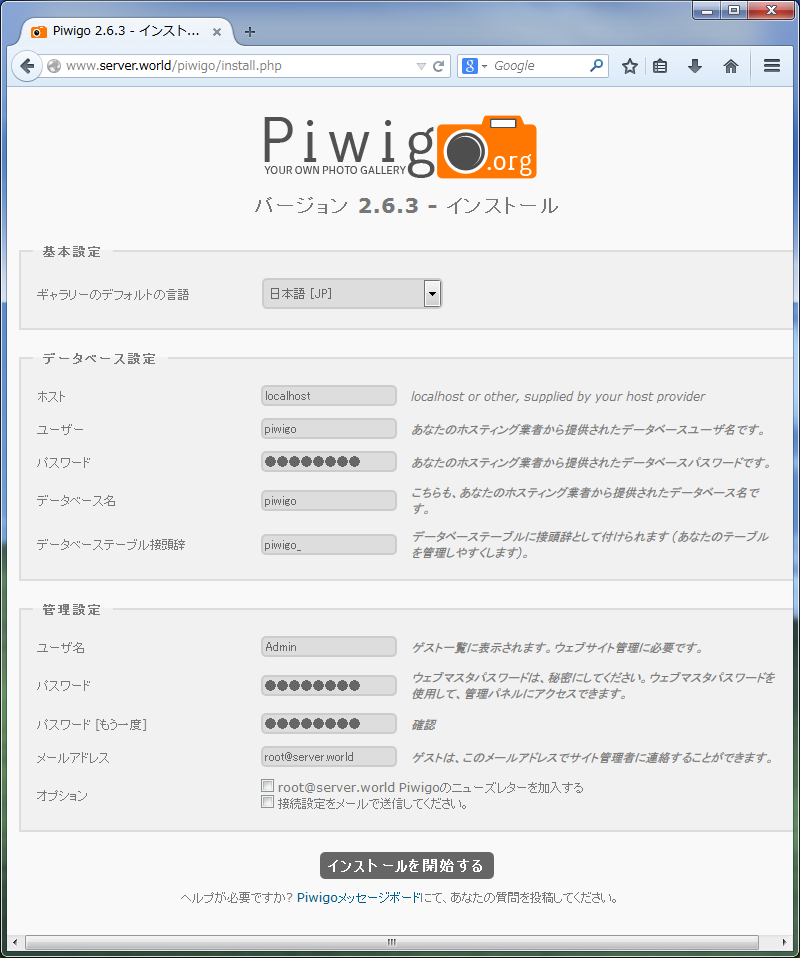 Piwigo 2.6.3 - インスト...
www.server.world/piwigo/install.php
Google
Piwigo.org
YOUR OWN PHOTO GALLERY
バージョン 2.6.3 - インストール
基本設定
ギャラリーのデフォルトの言語
日本語 [JP]
データベース設定
ホスト
localhost
localhost or other, supplied by your host provider
ユーザー
piwigo
あなたのホスティング業者から提供されたデータベースユーザ名です。
パスワード
●●●●●●●●
あなたのホスティング業者から提供されたデータベースパスワードです。
データベース名
piwigo
こちらも、あなたのホスティング業者から提供されたデータベース名で
す。
データベーステーブル接頭辞
piwigo_
データベーステーブルに接頭辞として付けられます (あなたのテーブル
を管理しやすくします)。
管理設定
ユーザ名
Admin
ゲスト一覧に表示されます。ウェブサイト管理に必要です。
パスワード
●●●●●●●●
ウェブマスタパスワードは、秘密にしてください。ウェブマスタパスワードを
使用して、管理パネルにアクセスできます。
パスワード [もう一度]
●●●●●●●●
確認
メールアドレス
root@server.world
ゲストは、このメールアドレスでサイト管理者に連絡することができます。
オプション
root@server.world Piwigoのニューズレターを加入する
接続設定をメールで送信してください。
インストールを開始する
ヘルプが必要ですか? Piwigoメッセージボードにて、あなたの質問を投稿してください。